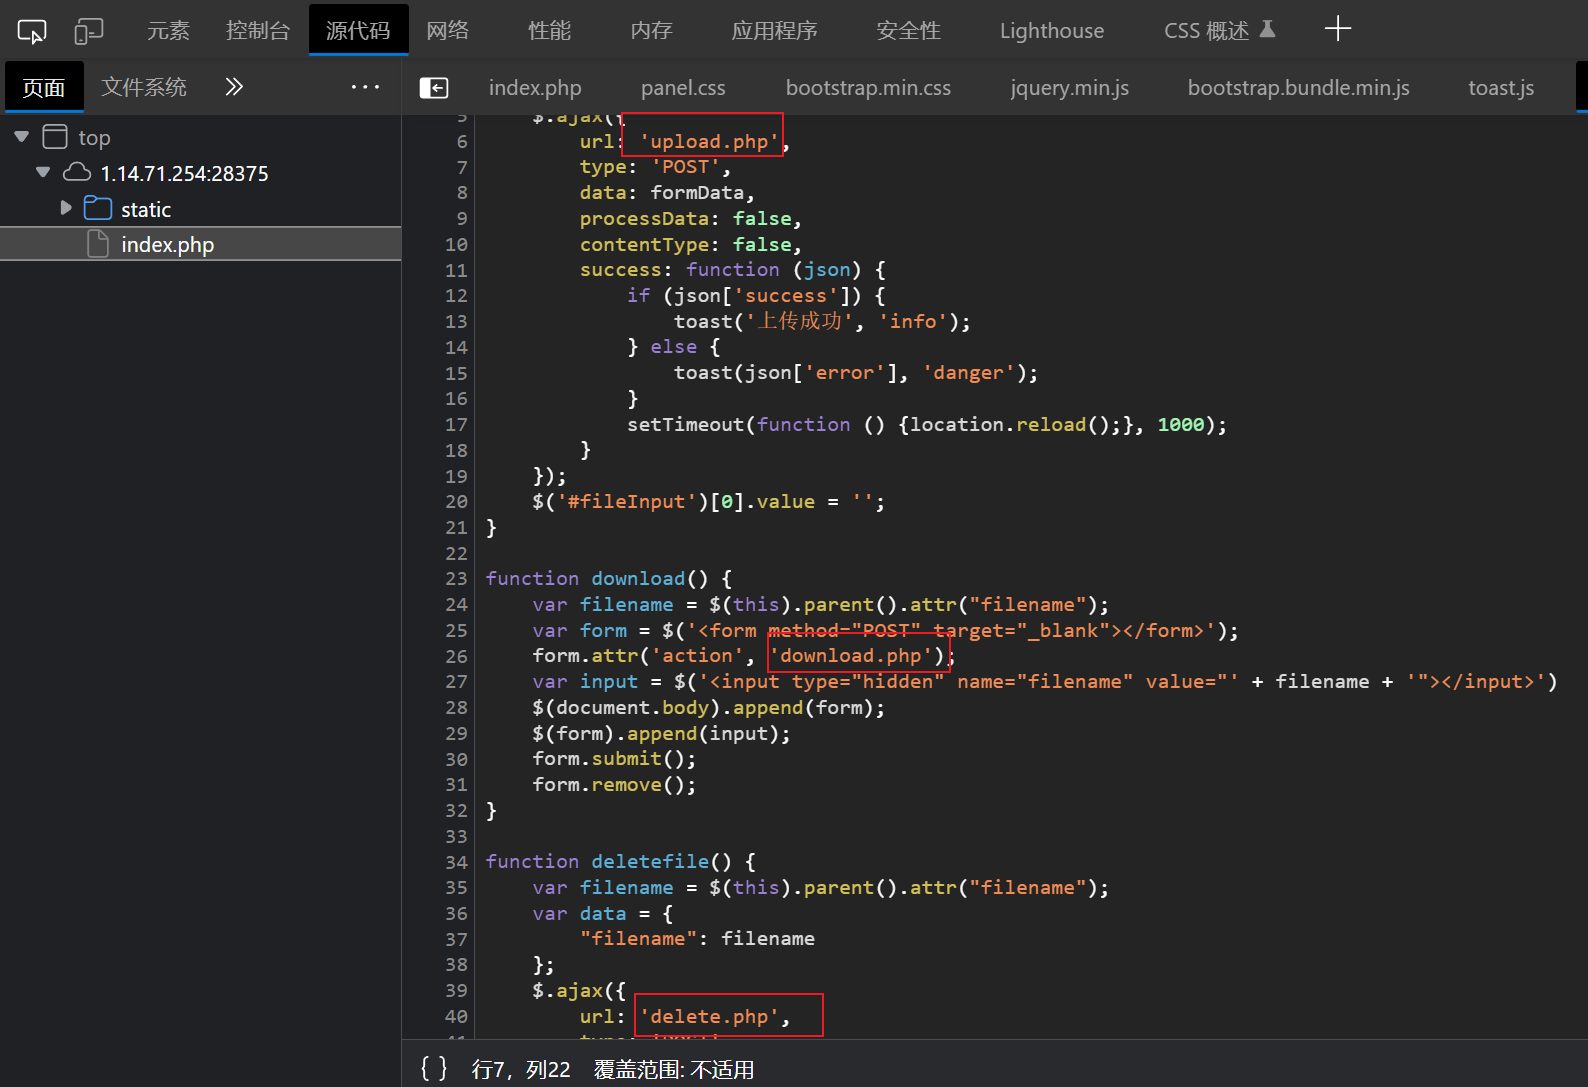 元素 控制台 源代码 网络 性能 内存 应用程序 安全性 Lighthouse CSS 概述
页面 文件系统 index.php panel.css bootstrap.min.css jquery.min.js bootstrap.bundle.min.js toast.js
top
1.14.71.254:28375
static
index.php
5 $.ajax({
6 url: 'upload.php',
7 type: 'POST',
8 data: formData,
9 processData: false,
10 contentType: false,
11 success: function (json) {
12 if (json['success']) {
13 toast('上传成功', 'info');
14 } else {
15 toast(json['error'], 'danger');
16 }
17 setTimeout(function () {location.reload();}, 1000);
18 }
19 });
20 $('#fileInput')[0].value = '';
21 }
22
23 function download() {
24 var filename = $(this).parent().attr("filename");
25 var form = $('<form method="POST" target="_blank"></form>');
26 form.attr('action', 'download.php');
27 var input = $('<input type="hidden" name="filename" value="' + filename + '"></input>')
28 $(document.body).append(form);
29 $(form).append(input);
30 form.submit();
31 form.remove();
32 }
33
34 function deletefile() {
35 var filename = $(this).parent().attr("filename");
36 var data = {
37 "filename": filename
38 };
39 $.ajax({
40 url: 'delete.php',
41 type: 'POST'
{ } 行7，列22 覆盖范围: 不适用